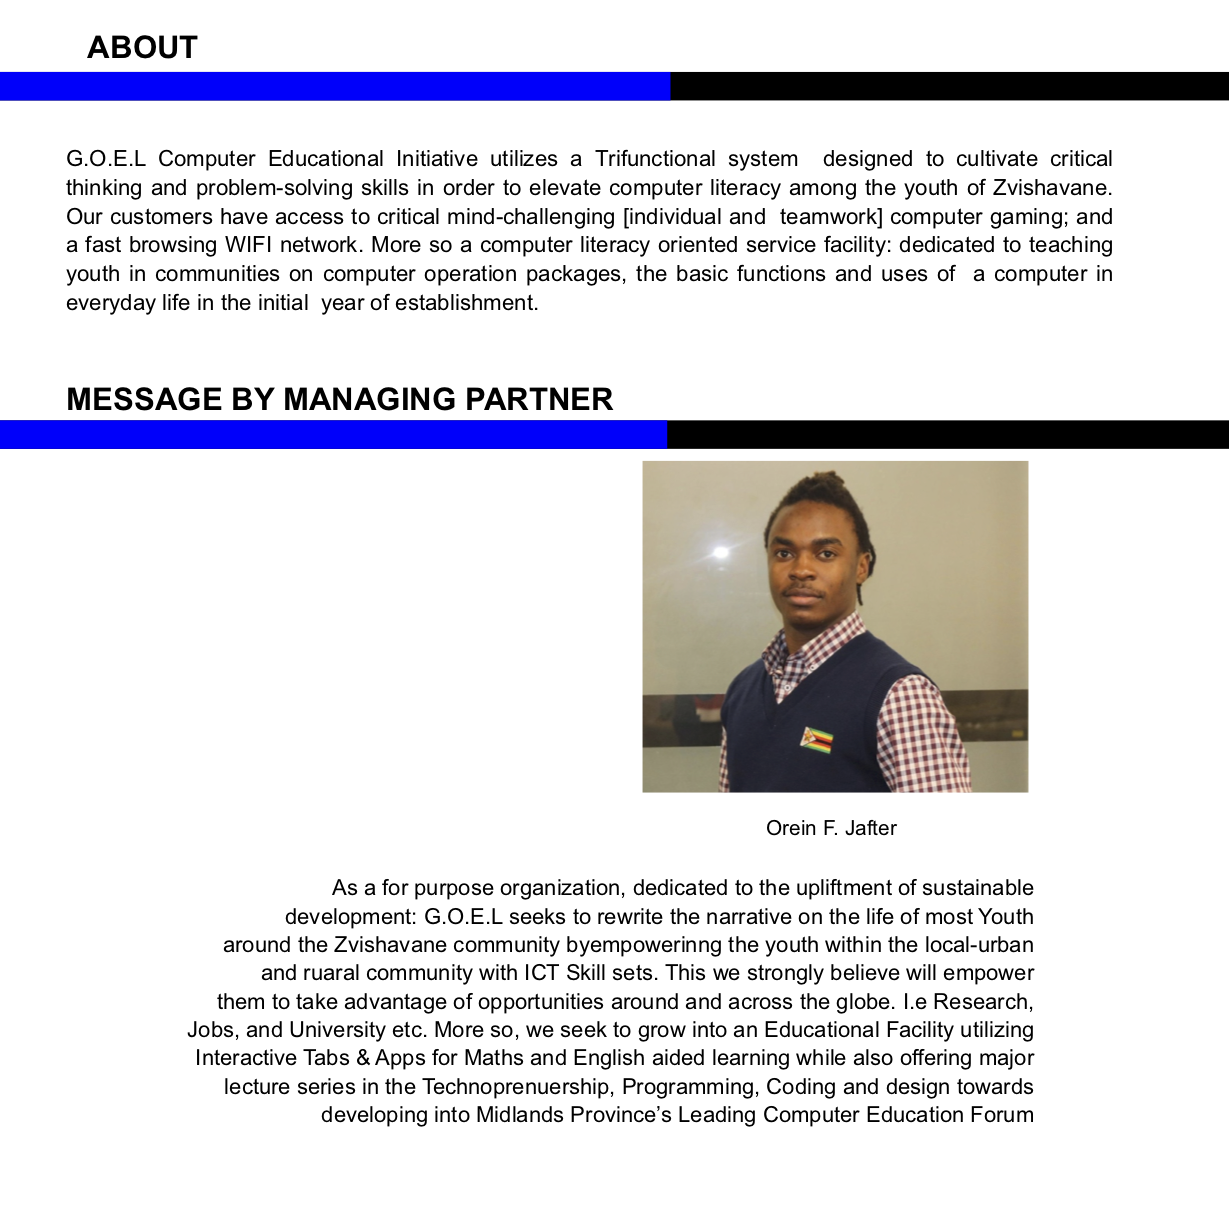 ABOUT
G.O.E.L Computer Educational Initiative utilizes a Trifunctional system designed to cultivate critical
thinking and problem-solving skills in order to elevate computer literacy among the youth of Zvishavane.
Our customers have access to critical mind-challenging [individual and teamwork] computer gaming; and
a fast browsing WIFI network. More so a computer literacy oriented service facility: dedicated to teaching
youth in communities on computer operation packages, the basic functions and uses of a computer in
everyday life in the initial year of establishment.
MESSAGE BY MANAGING PARTNER
Orein F. Jafter
As a for purpose organization, dedicated to the upliftment of sustainable
development: G.O.E.L seeks to rewrite the narrative on the life of most Youth
around the Zvishavane community byempowerinng the youth within the local-urban
and ruaral community with ICT Skill sets. This we strongly believe will empower
them to take advantage of opportunities around and across the globe. I.e Research,
Jobs, and University etc. More so, we seek to grow into an Educational Facility utilizing
Interactive Tabs & Apps for Maths and English aided learning while also offering major
lecture series in the Technoprenuership, Programming, Coding and design towards
developing into Midlands Province’s Leading Computer Education Forum